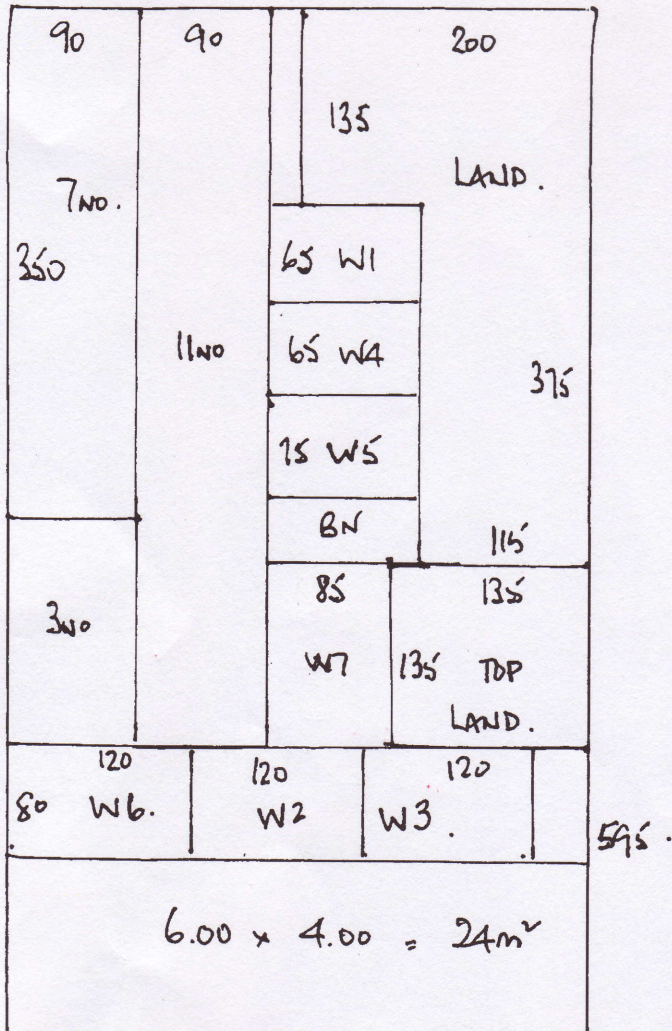 90 90 200
135
LAND.
7NO.
350
65 W1
11NO 65 W4
375
75 W5
BN
115
85 135
3NO
W7 135 TOP
LAND.
120 120 120
80 W6. W2 W3. 595.
6.00 x 4.00 = 24m²